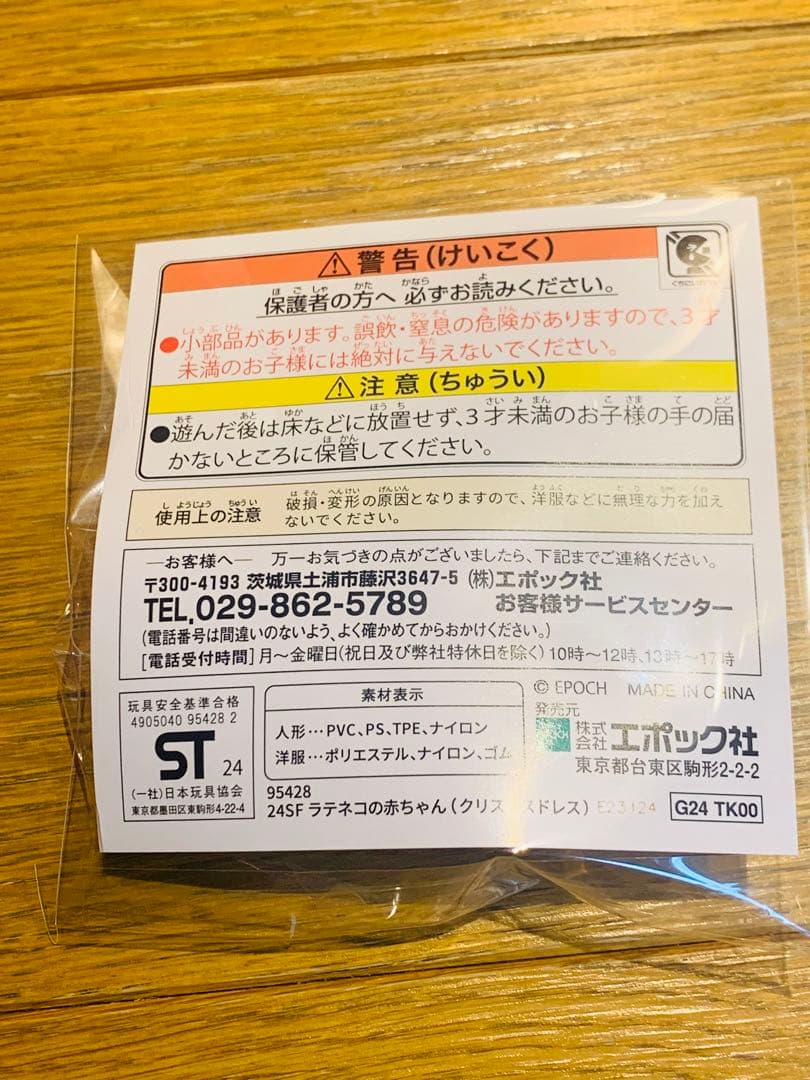 警告(けいこく)
保護者の方へ 必ずお読みください。
●小部品があります。誤飲・窒息の危険がありますので、3才
未満のお子様には絶対に与えないでください。
注意(ちゅうい)
●遊んだ後は床などに放置せず、3才未満のお子様の手の届
かないところに保管してください。
使用上の注意
破損・変形の原因となりますので、洋服などに無理な力を加え
ないでください。
―お客様へ― 万一お気づきの点がございましたら、下記までご連絡ください。
〒300-4193 茨城県土浦市藤沢3647-5 (株)エポック社
TEL.029-862-5789 お客様サービスセンター
(電話番号は間違いのないよう、よく確かめてからおかけください。)
[電話受付時間]月〜金曜日(祝日及び弊社特休日を除く)10時〜12時、13時〜17時
玩具安全基準合格
4905040 95428 2
ST 24
(一社)日本玩具協会
東京都墨田区東駒形4-22-4
素材表示
人形…PVC、PS、TPE、ナイロン
洋服…ポリエステル、ナイロン、ゴム
© EPOCH MADE IN CHINA
発売元
株式会社 エポック社
東京都台東区駒形2-2-2
95428
24SF ラテネコの赤ちゃん(クリスマスドレス) E23124 G24 TK00